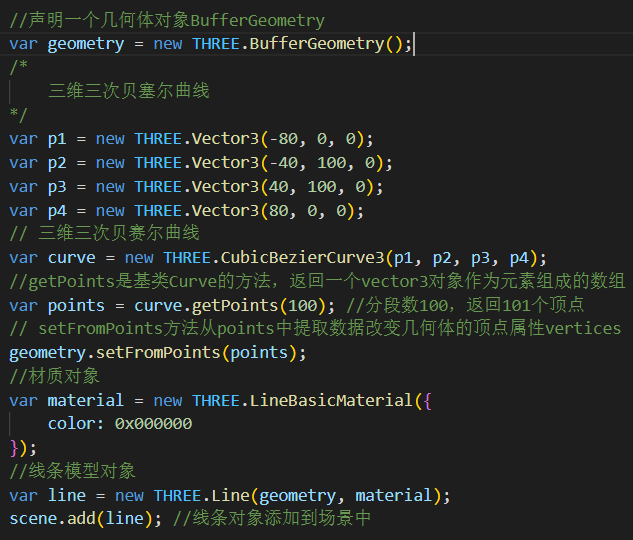 //声明一个几何体对象BufferGeometry
var geometry = new THREE.BufferGeometry();
/*
    三维三次贝塞尔曲线
*/
var p1 = new THREE.Vector3(-80, 0, 0);
var p2 = new THREE.Vector3(-40, 100, 0);
var p3 = new THREE.Vector3(40, 100, 0);
var p4 = new THREE.Vector3(80, 0, 0);
// 三维三次贝赛尔曲线
var curve = new THREE.CubicBezierCurve3(p1, p2, p3, p4);
//getPoints是基类Curve的方法，返回一个vector3对象作为元素组成的数组
var points = curve.getPoints(100); //分段数100，返回101个顶点
// setFromPoints方法从points中提取数据改变几何体的顶点属性vertices
geometry.setFromPoints(points);
//材质对象
var material = new THREE.LineBasicMaterial({
    color: 0x000000
});
//线条模型对象
var line = new THREE.Line(geometry, material);
scene.add(line); //线条对象添加到场景中